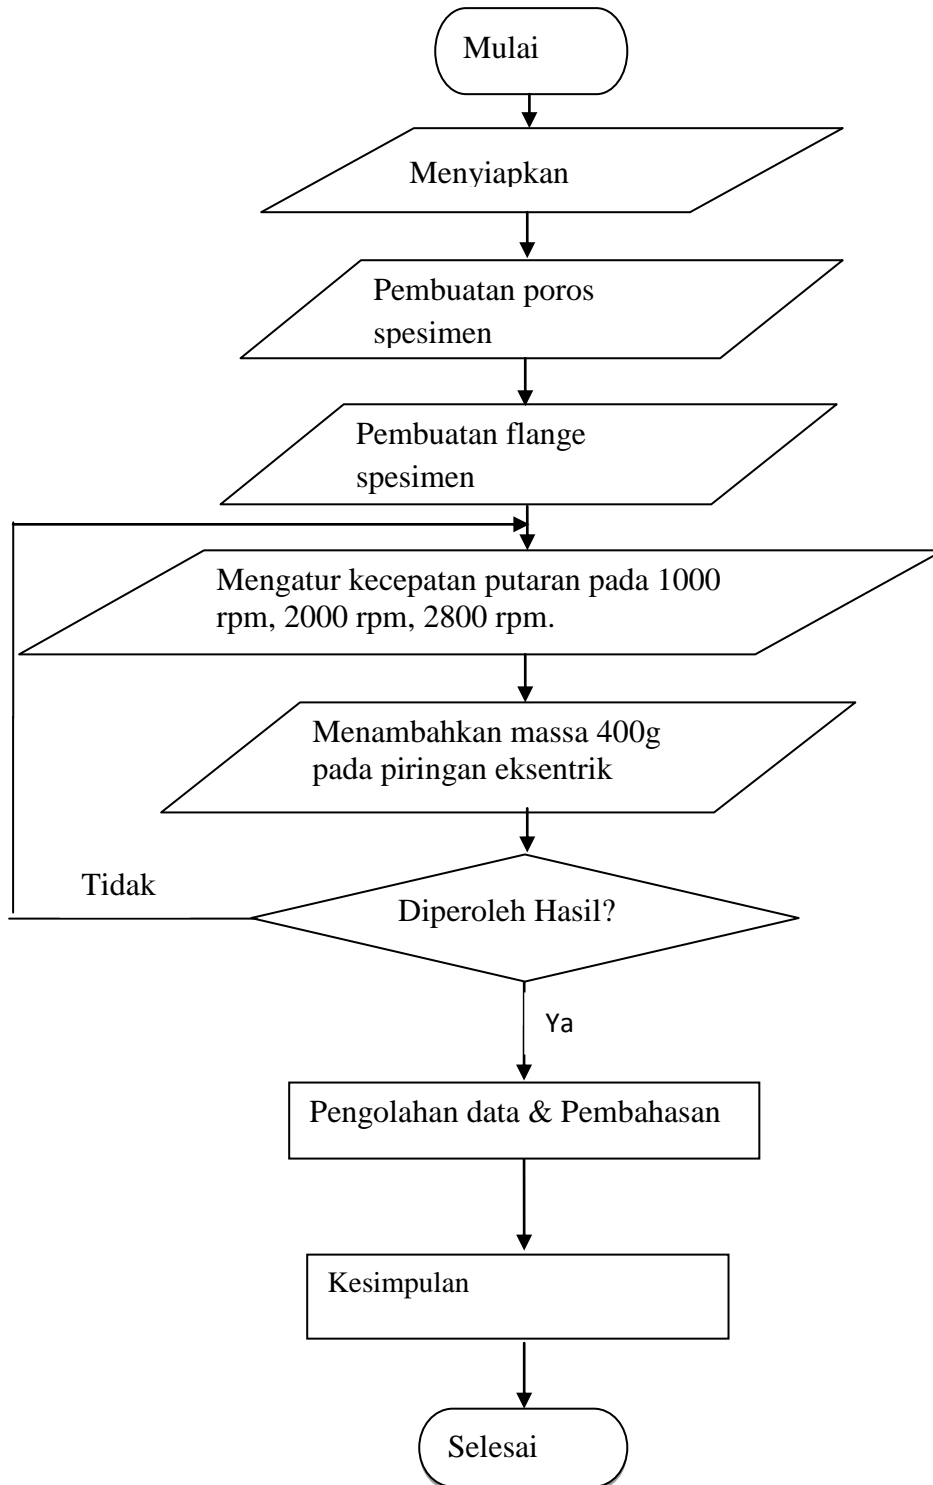 Mulai
Menyiapkan
Pembuatan poros
spesimen
Pembuatan flange
spesimen
Mengatur kecepatan putaran pada 1000
rpm, 2000 rpm, 2800 rpm.
Menambahkan massa 400g
pada piringan eksentrik
Tidak
Diperoleh Hasil?
Ya
Pengolahan data & Pembahasan
Kesimpulan
Selesai